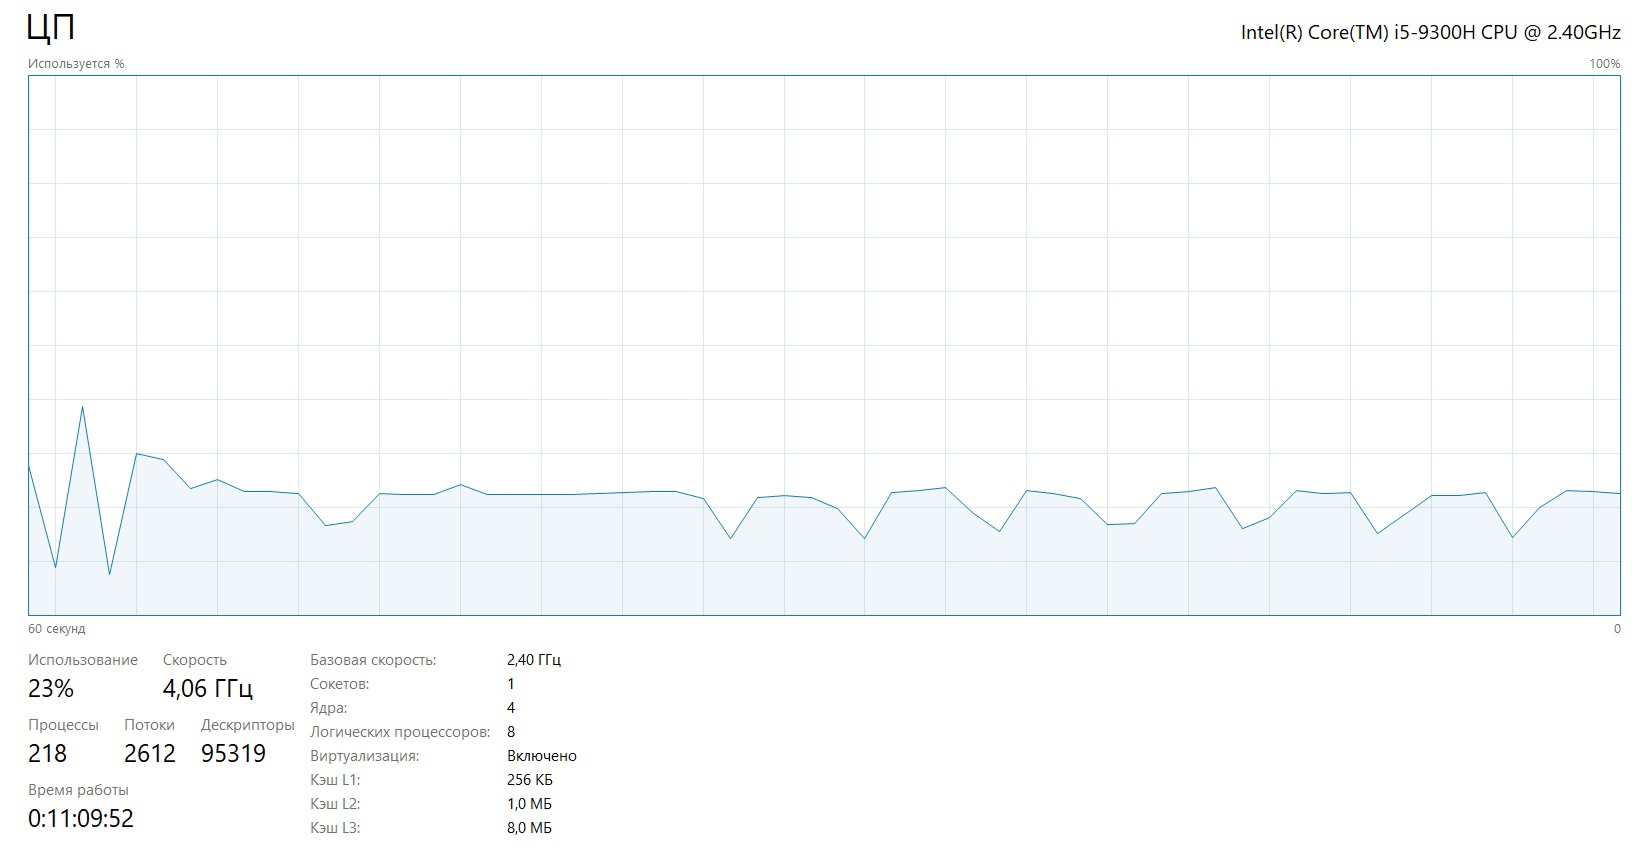 ЦП
Intel(R) Core(TM) i5-9300H CPU @ 2.40GHz
Используется %
100%
60 секунд
0
Использование
Скорость
23%
4,06 ГГц
Процессы
Потоки
Дескрипторы
218
2612
95319
Время работы
0:11:09:52
Базовая скорость: 2,40 ГГц
Сокетов: 1
Ядра: 4
Логических процессоров: 8
Виртуализация: Включено
Кэш L1: 256 КБ
Кэш L2: 1,0 МБ
Кэш L3: 8,0 МБ